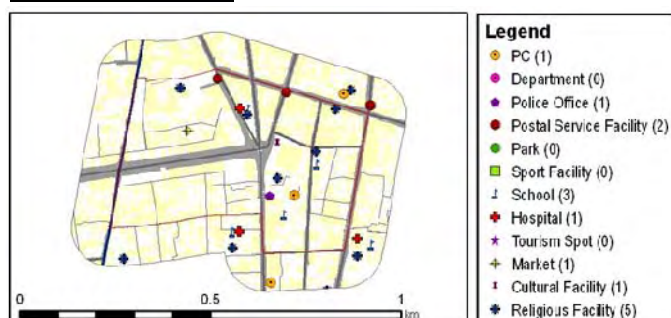 Legend
PC (1)
Department (0)
Police Office (1)
Postal Service Facility (2)
Park (0)
Sport Facility (0)
School (3)
Hospital (1)
Tourism Spot (0)
Market (1)
Cultural Facility (1)
Religious Facility (5)
0 0.5 1
km